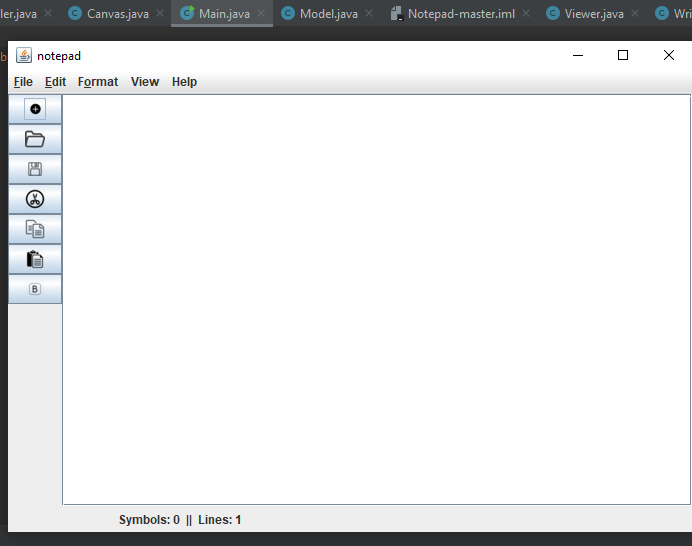 ler.java Canvas.java Main.java Model.java Notepad-master.iml Viewer.java Wri
b
notepad
File Edit Format View Help
B
Symbols: 0 || Lines: 1